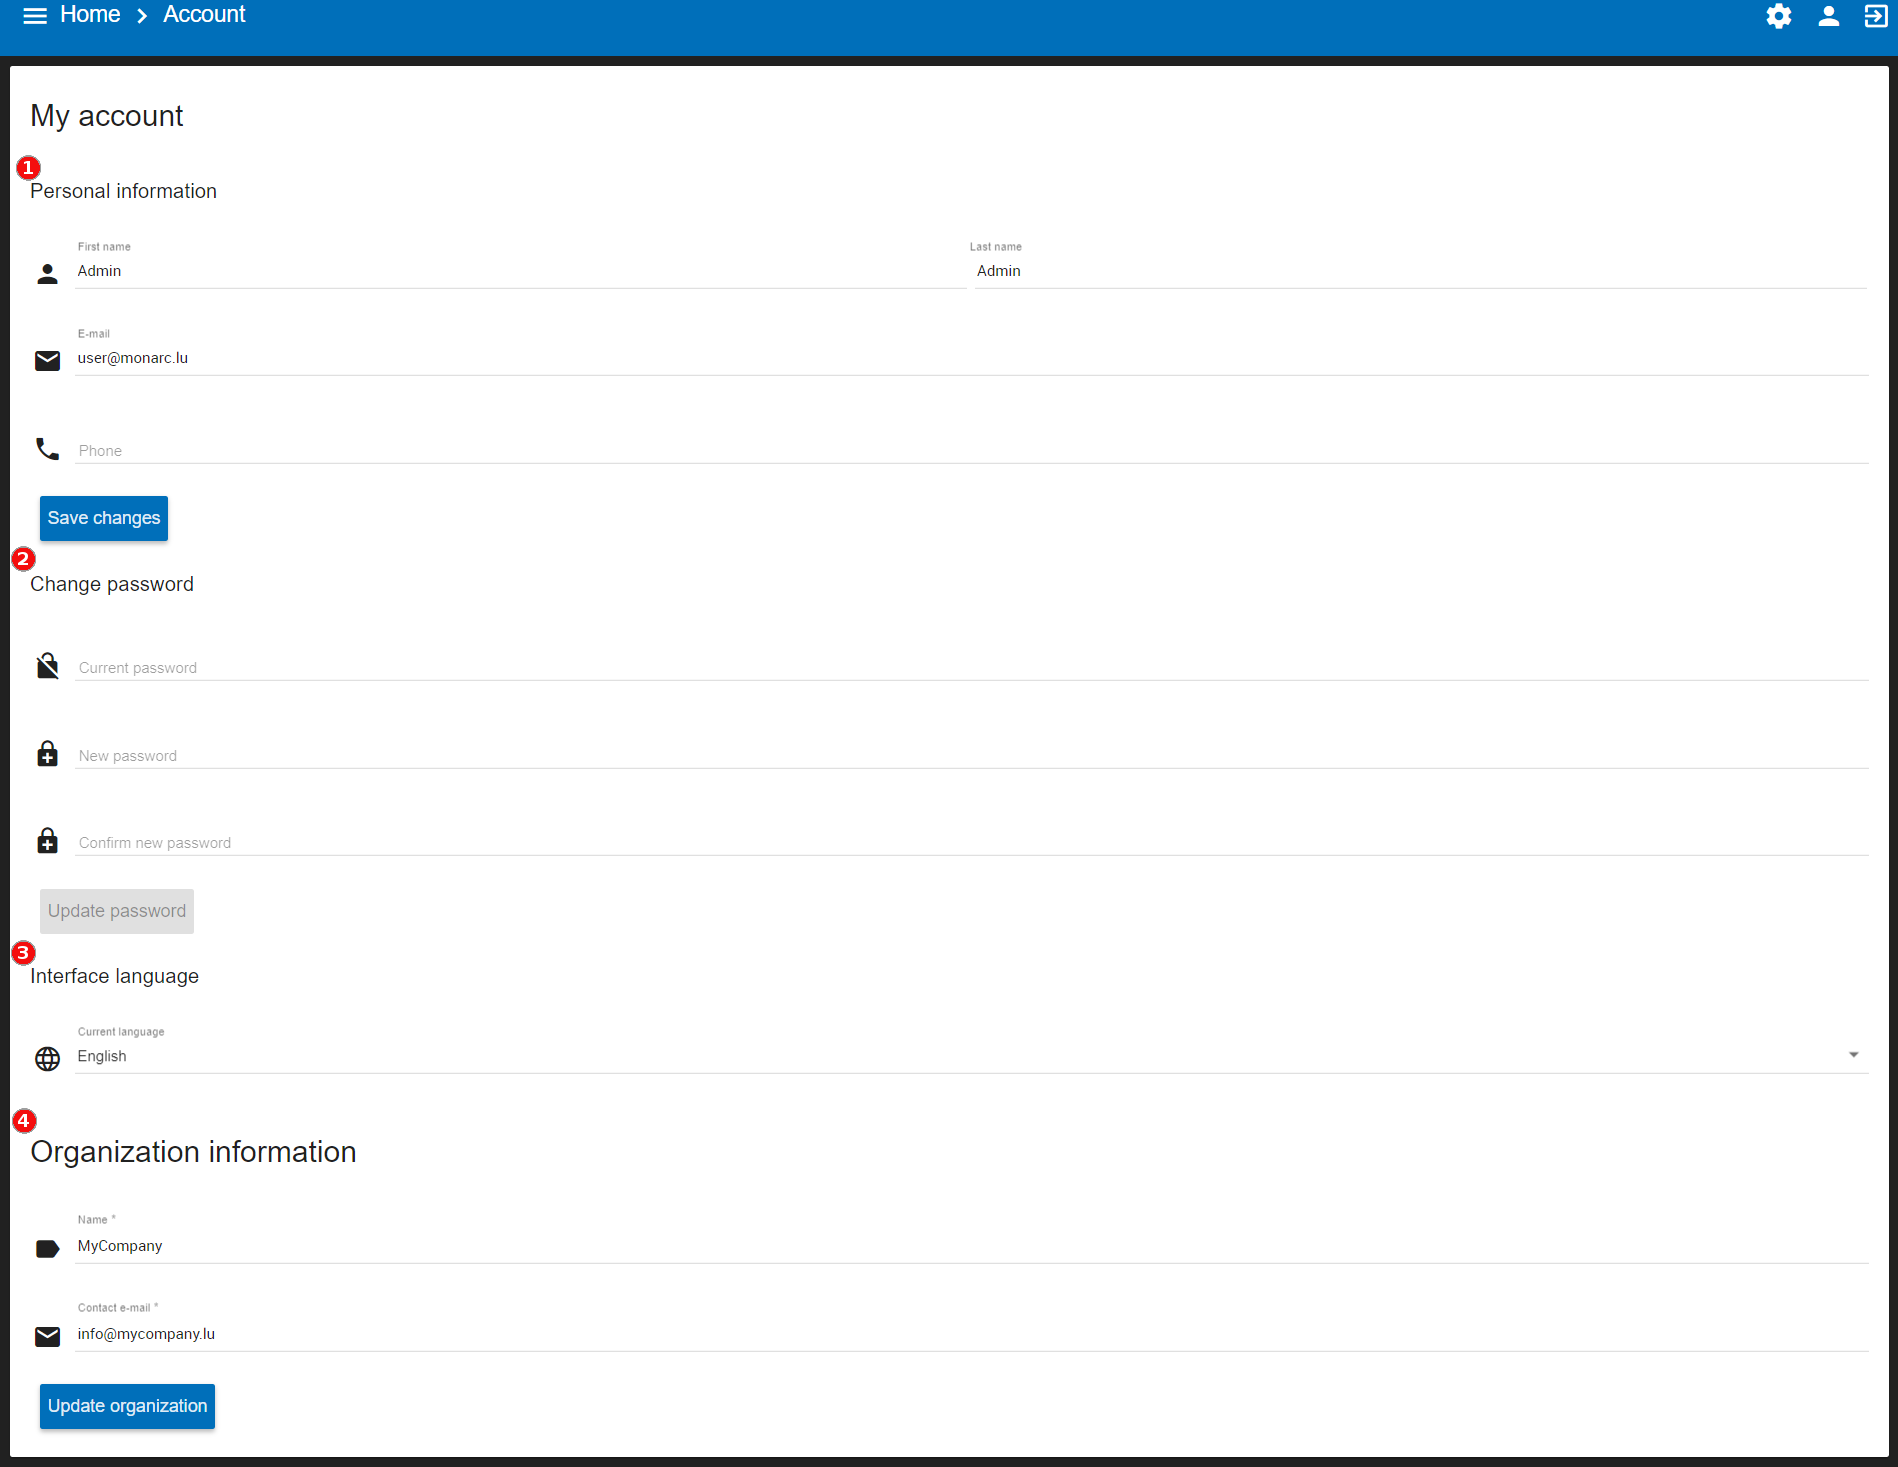 Home > Account
My account
1
Personal information
First name Last name
Admin Admin
E-mail
user@monarc.lu
Phone
Save changes
2
Change password
Current password
New password
Confirm new password
Update password
3
Interface language
Current language
English
4
Organization information
Name *
MyCompany
Contact e-mail *
info@mycompany.lu
Update organization